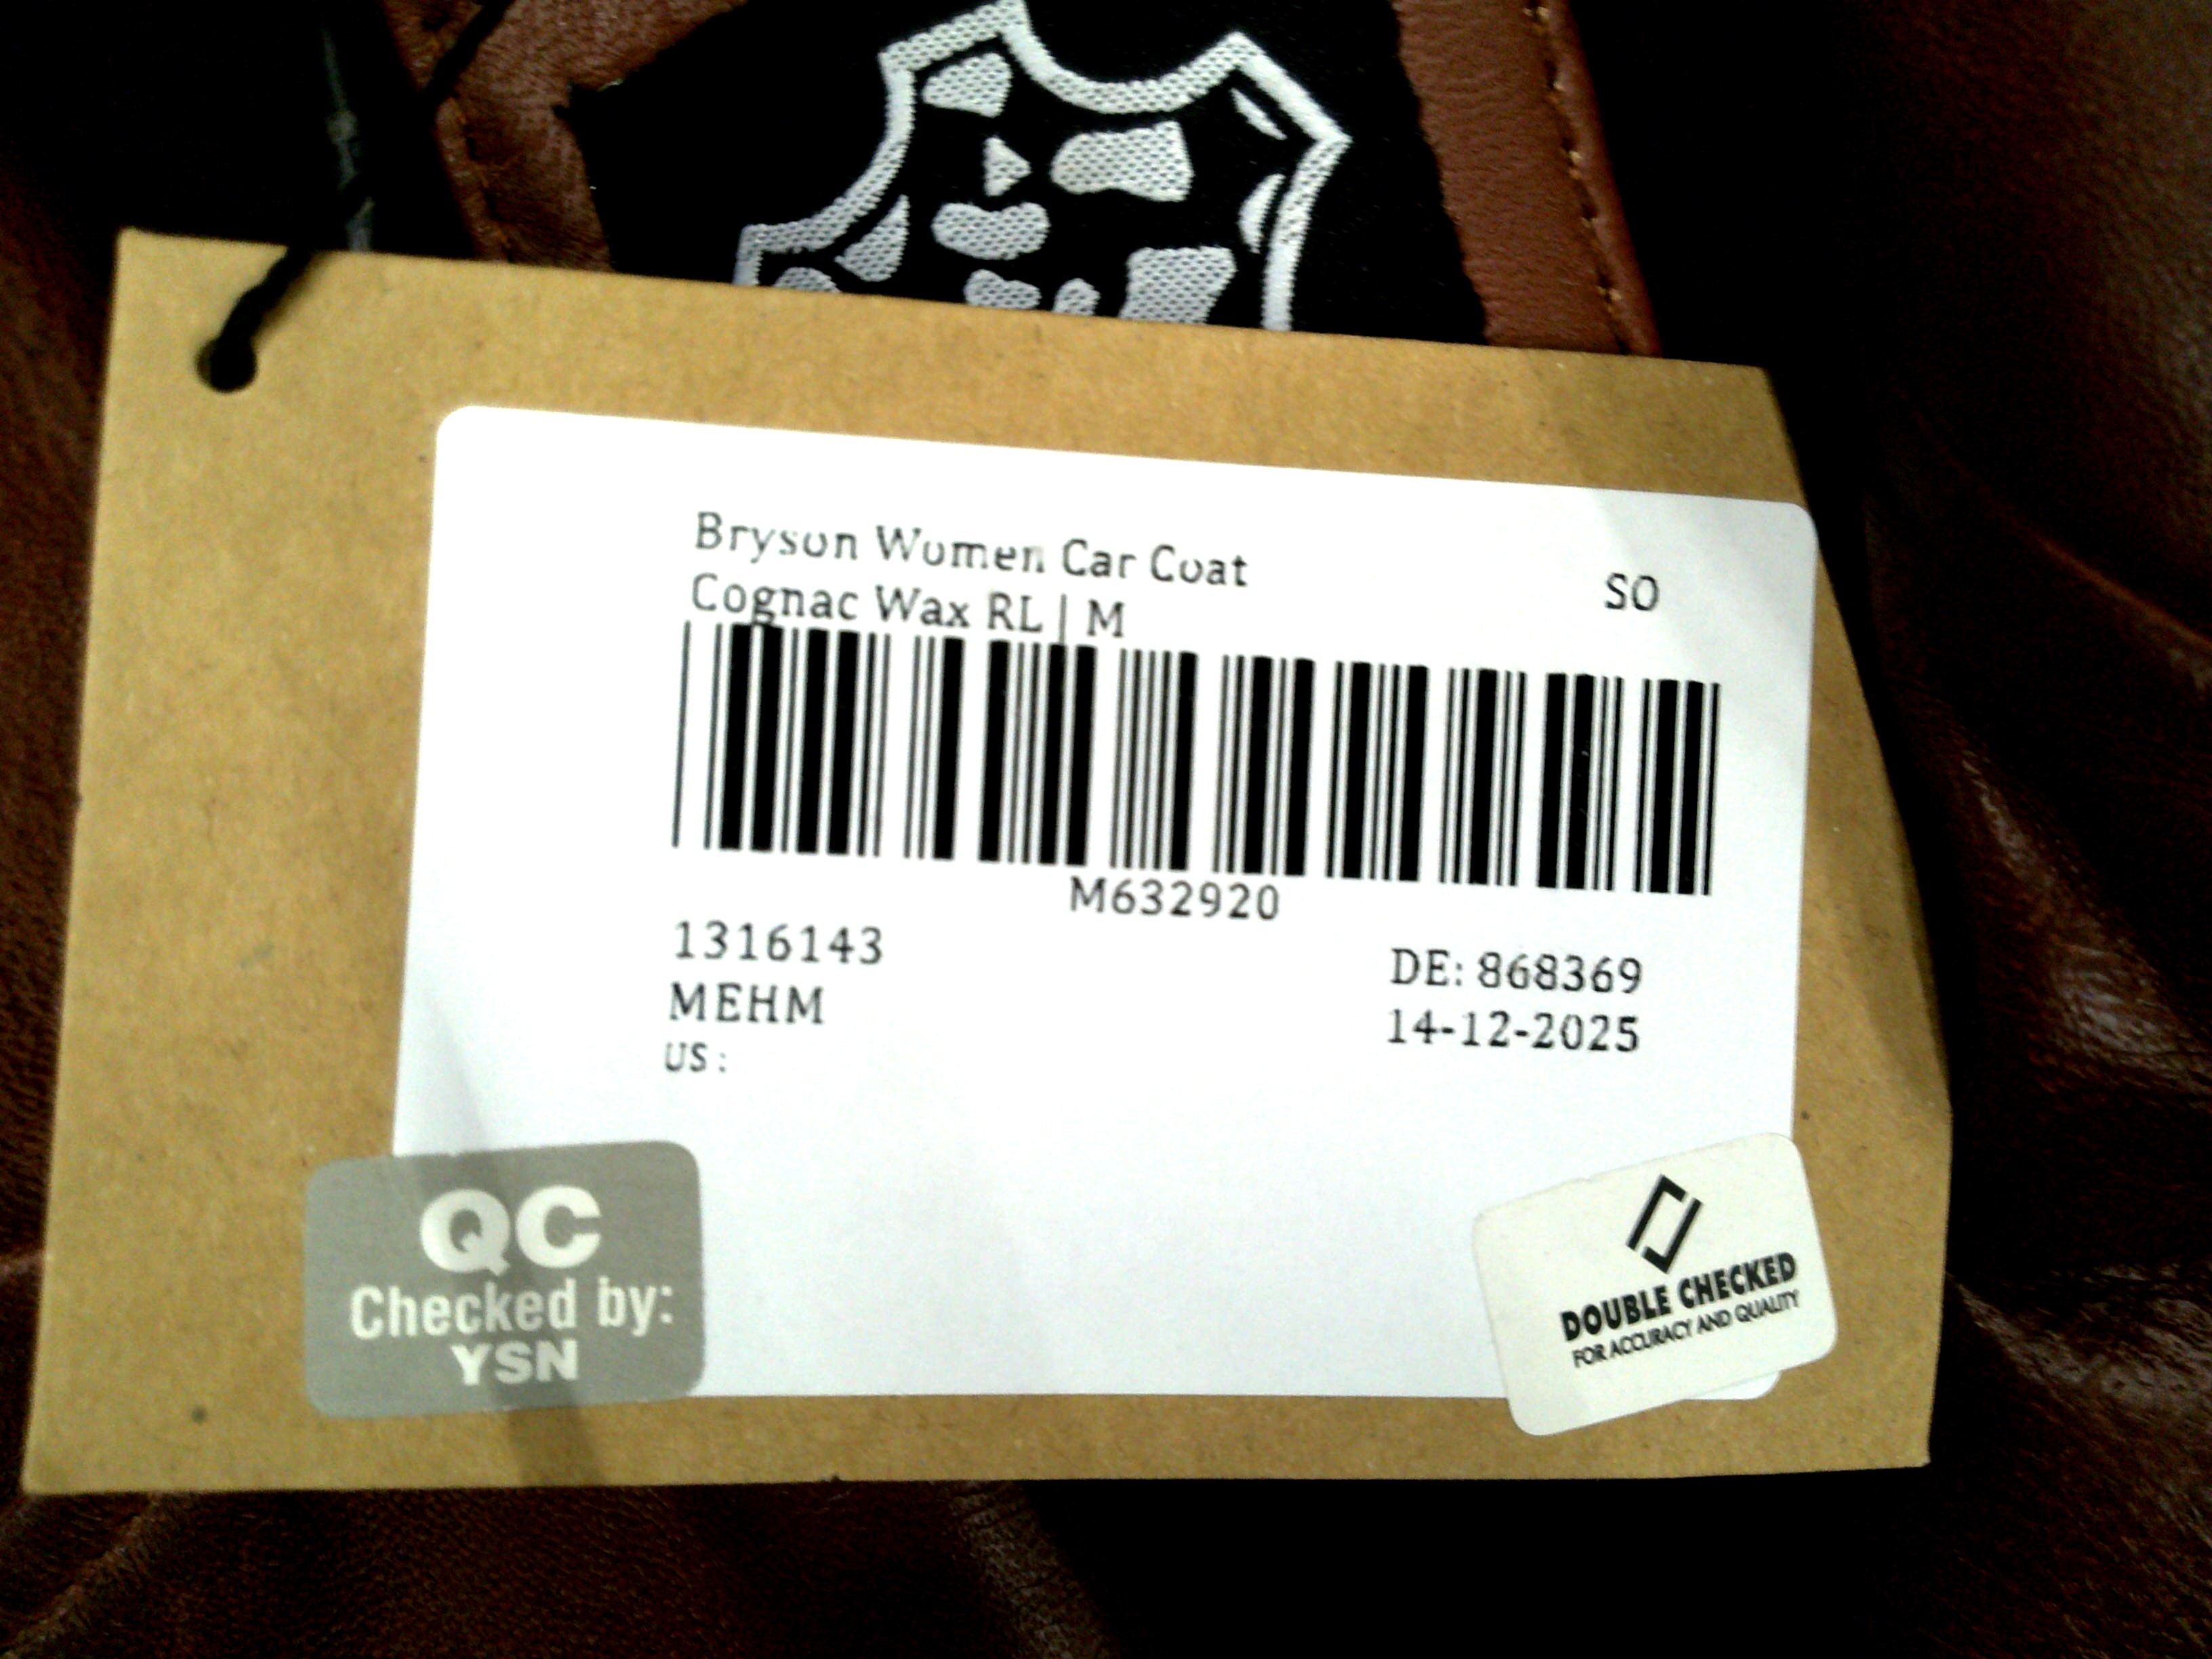 Bryson Women Car Coat
SO
Cognac Wax RL | M
M632920
1316143
DE: 868369
MEHM
14-12-2025
US :
QC
Checked by:
YSN
DOUBLE CHECKED
FOR ACCURACY AND QUALITY